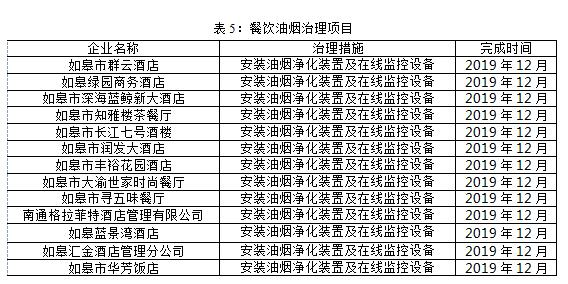 表 5：餐饮油烟治理项目
企业名称 治理措施 完成时间
如皋市群云酒店 安装油烟净化装置及在线监控设备 2019 年 12 月
如皋绿园商务酒店 安装油烟净化装置及在线监控设备 2019 年 12 月
如皋市深海蓝鲸新大酒店 安装油烟净化装置及在线监控设备 2019 年 12 月
如皋市知雅楼茶餐厅 安装油烟净化装置及在线监控设备 2019 年 12 月
如皋市长江七号酒楼 安装油烟净化装置及在线监控设备 2019 年 12 月
如皋市润发大酒店 安装油烟净化装置及在线监控设备 2019 年 12 月
如皋市丰裕花园酒店 安装油烟净化装置及在线监控设备 2019 年 12 月
如皋市大渝世家时尚餐厅 安装油烟净化装置及在线监控设备 2019 年 12 月
如皋市寻五味餐厅 安装油烟净化装置及在线监控设备 2019 年 12 月
南通格拉菲特酒店管理有限公司 安装油烟净化装置及在线监控设备 2019 年 12 月
如皋蓝景湾酒店 安装油烟净化装置及在线监控设备 2019 年 12 月
如皋汇金酒店管理分公司 安装油烟净化装置及在线监控设备 2019 年 12 月
如皋市华芳饭店 安装油烟净化装置及在线监控设备 2019 年 12 月